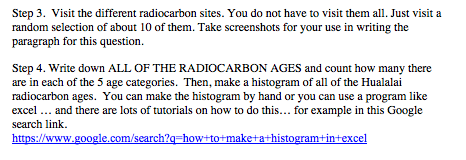 Step 3.  Visit the different radiocarbon sites. You do not have to visit them all. Just visit a
random selection of about 10 of them. Take screenshots for your use in writing the
paragraph for this question.
Step 4. Write down ALL OF THE RADIOCARBON AGES and count how many there
are in each of the 5 age categories.  Then, make a histogram of all of the Hualalai
radiocarbon ages.  You can make the histogram by hand or you can use a program like
excel … and there are lots of tutorials on how to do this… for example in this Google
search link.
https://www.google.com/search?q=how+to+make+a+histogram+in+excel